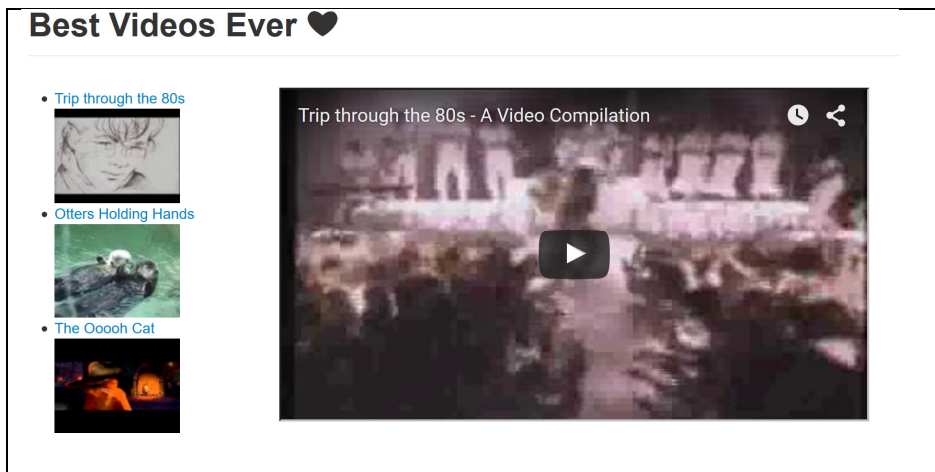 Best Videos Ever ♥
Trip through the 80s
Otters Holding Hands
The Ooooh Cat
Trip through the 80s - A Video Compilation